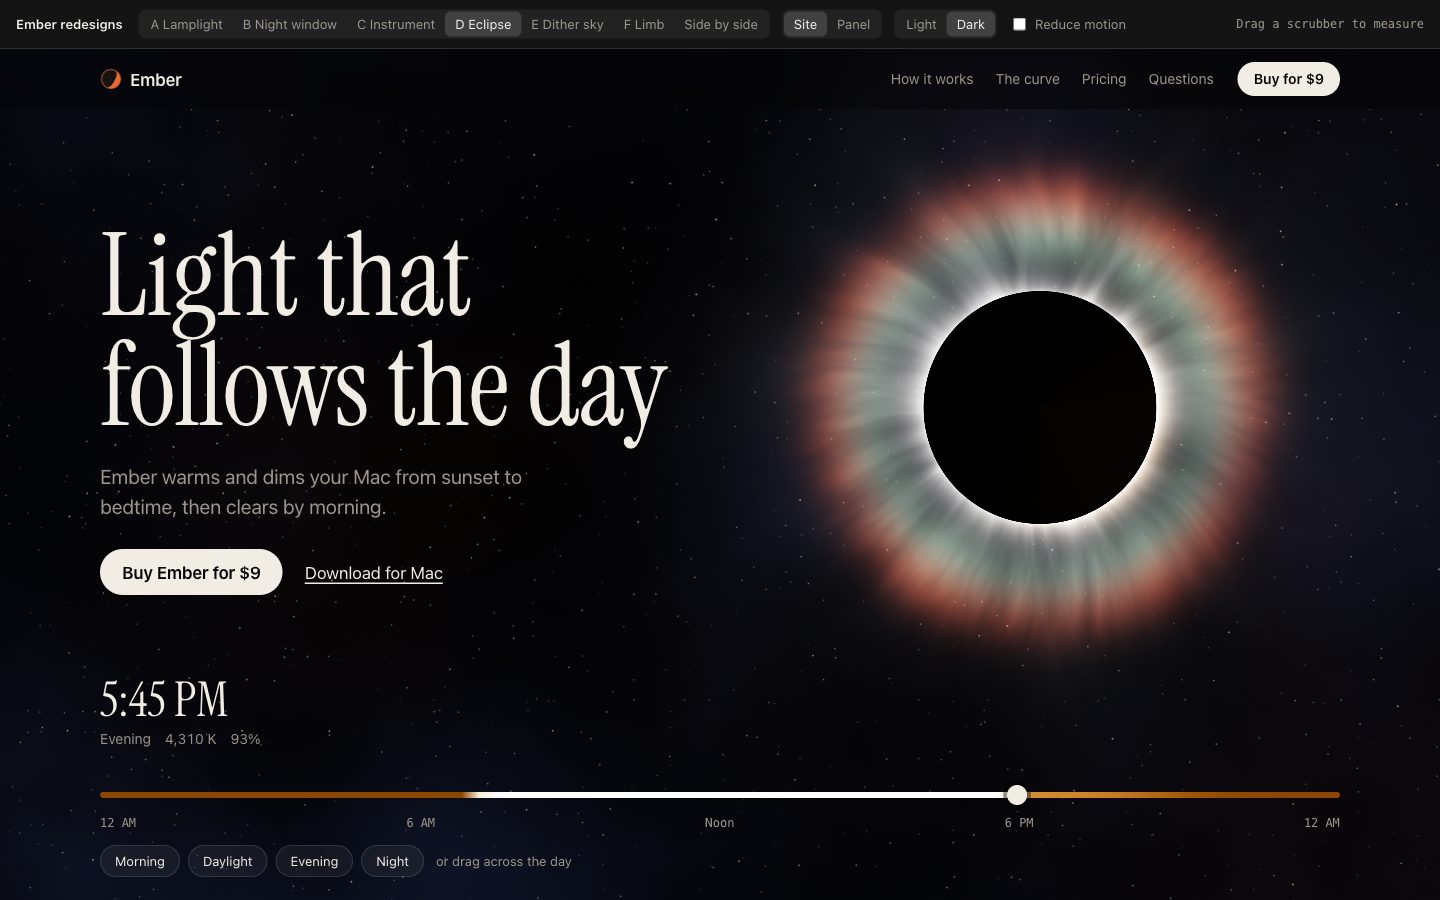 Ember redesigns A Lamplight B Night window C Instrument D Eclipse E Dither sky F Limb Side by side Site Panel Light Dark Reduce motion Drag a scrubber to measure
Ember How it works The curve Pricing Questions Buy for $9
Light that
follows the day
Ember warms and dims your Mac from sunset to
bedtime, then clears by morning.
Buy Ember for $9 Download for Mac
5:45 PM
Evening 4,310 K 93%
12 AM 6 AM Noon 6 PM 12 AM
Morning Daylight Evening Night or drag across the day